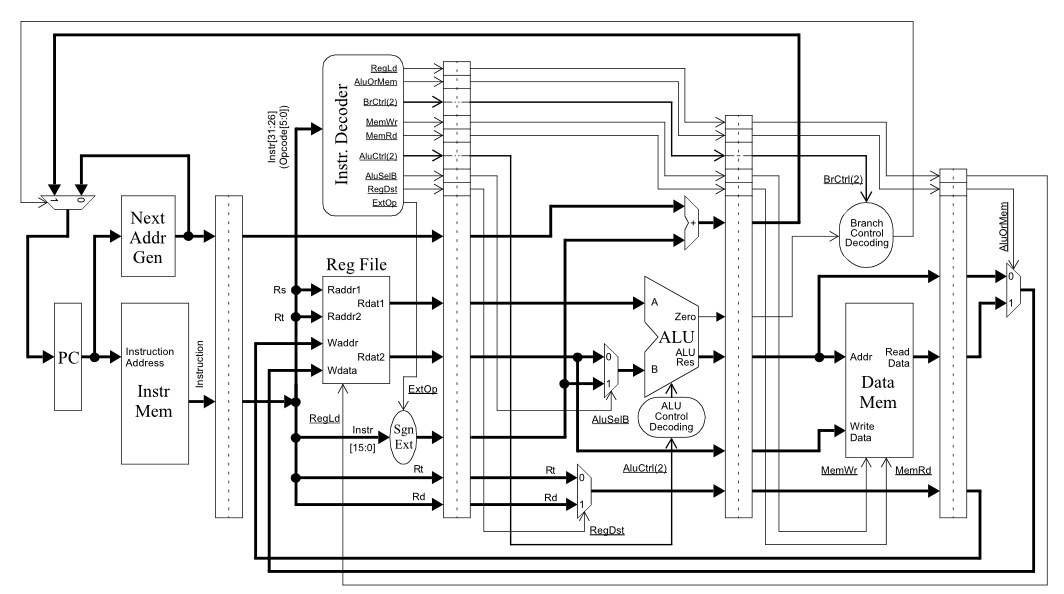 RegLd
AluOrMem
BrCtrl(2)
MemWr
MemRd
AluCtrl(2)
AluSelB
RegDst
ExtOp
Instr. Decoder
Instr[31:26]
(Opcode[5:0])
1
0
Next
Addr
Gen
PC
Instruction
Address
Instr
Mem
Instruction
Reg File
Rs
Rt
Raddr1
Raddr2
Waddr
Wdata
Rdat1
Rdat2
RegLd
ExtOp
Instr
[15:0]
Sgn
Ext
Rt
Rd
Rt
Rd
0
1
RegDst
0
1
AluSelB
+
A
B
Zero
ALU
ALU
Res
ALU
Control
Decoding
AluCtrl(2)
BrCtrl(2)
Branch
Control
Decoding
Addr
Read
Data
Data
Mem
Write
Data
MemWr
MemRd
AluOrMem
0
1